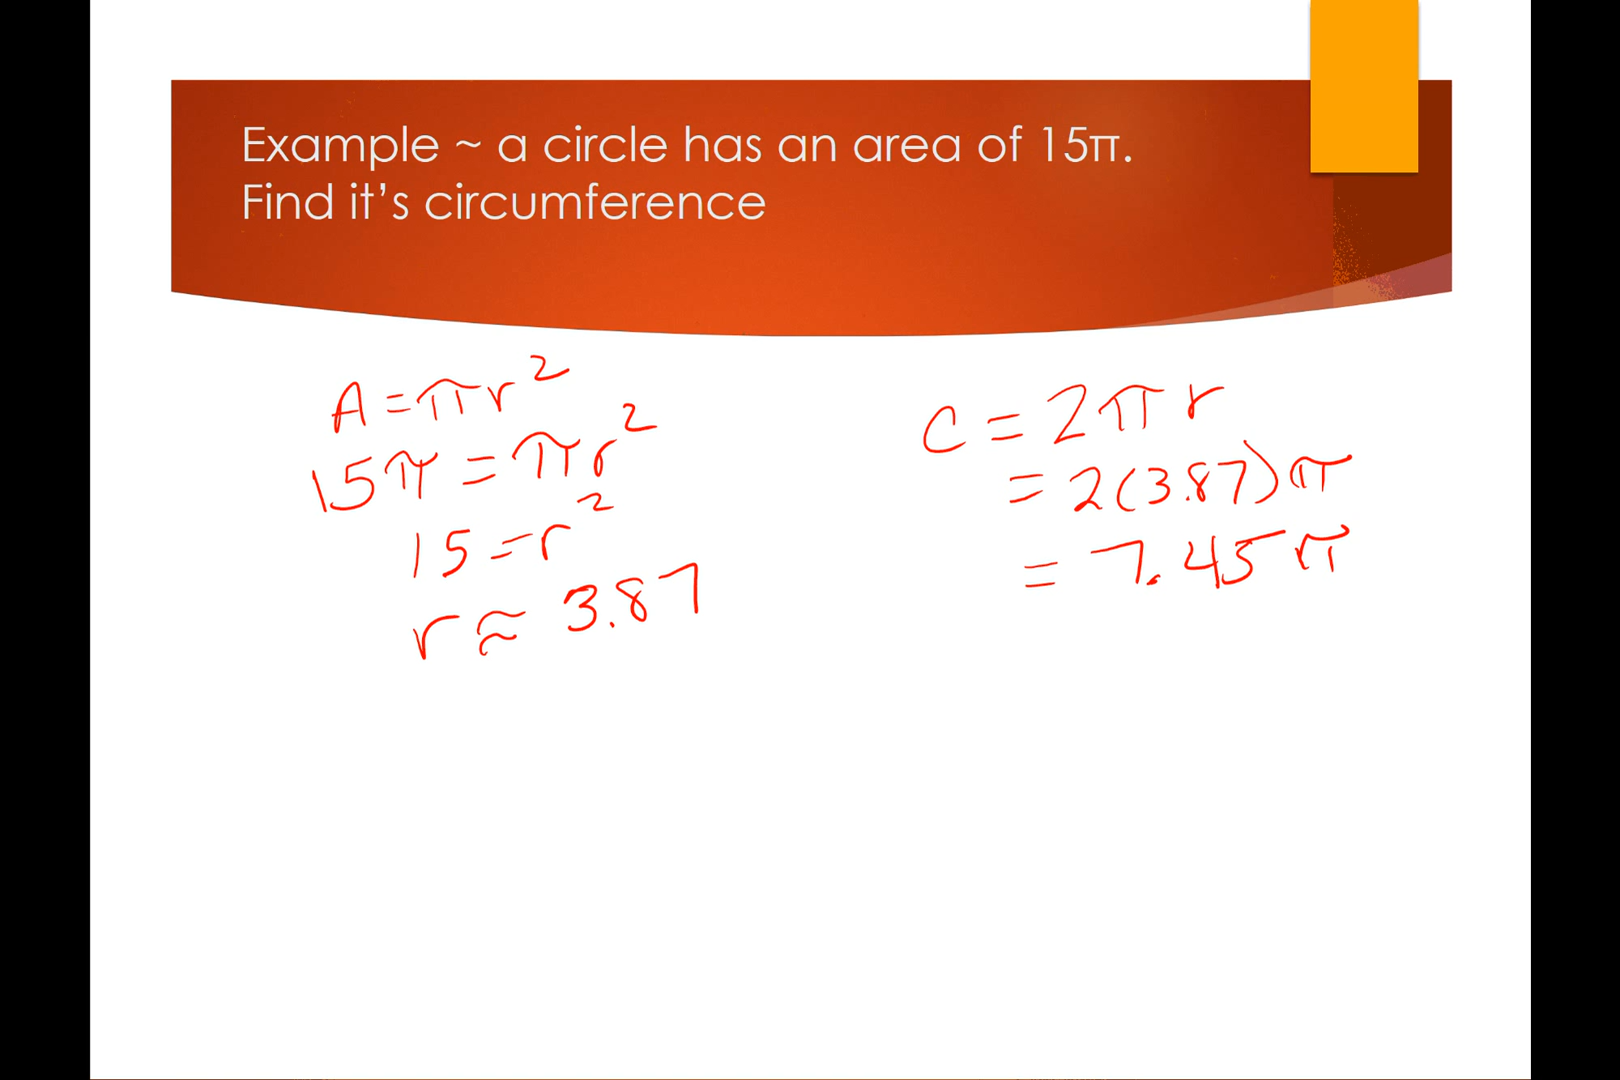 Example ~ a circle has an area of 15π.
Find it’s circumference
A = πr²
15π = πr²
15 = r²
r ≈ 3.87
C = 2πr
= 2(3.87)π
= 7.45π